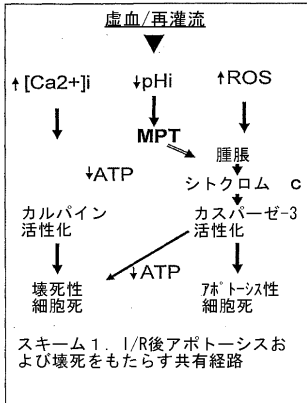 虚血/再灌流
↑[Ca2+]i ↓pHi ↑ROS
MPT
腫脹
↓ATP
シトクロム c
カルパイン
活性化
カスパーゼ-3
活性化
↓ATP
壊死性
細胞死
アポトーシス性
細胞死
スキーム1. I/R後アポトーシスお
よび壊死をもたらす共有経路